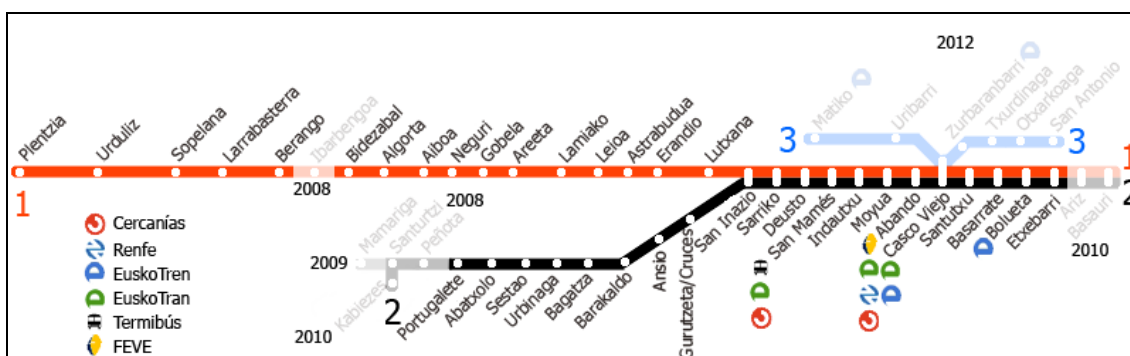 2012
Plentzia
Urduliz
Sopelana
Larrabasterra
Berango
Ibarbengoa
Bidezabal
Algorta
Aiboa
Neguri
Gobela
Areeta
Lamiako
Leioa
Astrabudua
Erandio
Lutxana
Matiko
Uribarri
Zurbaranbarri
Txurdinaga
Otxarkoaga
San Antonio
3
3
1
1
2008
2008
2
San Inazio
Sarriko
Deusto
San Mamés
Indautxu
Moyua
Abando
Casco Viejo
Santutxu
Basarrate
Bolueta
Etxebarri
Ariz
Basauri
2010
Mamariga
Santurtzi
Peñota
2009
Kabiezes
2
Portugalete
Abatxolo
Sestao
Urbinaga
Bagatza
Barakaldo
Ansio
Gurutzeta/Cruces
2010
Cercanías
Renfe
EuskoTren
EuskoTran
Termibús
FEVE